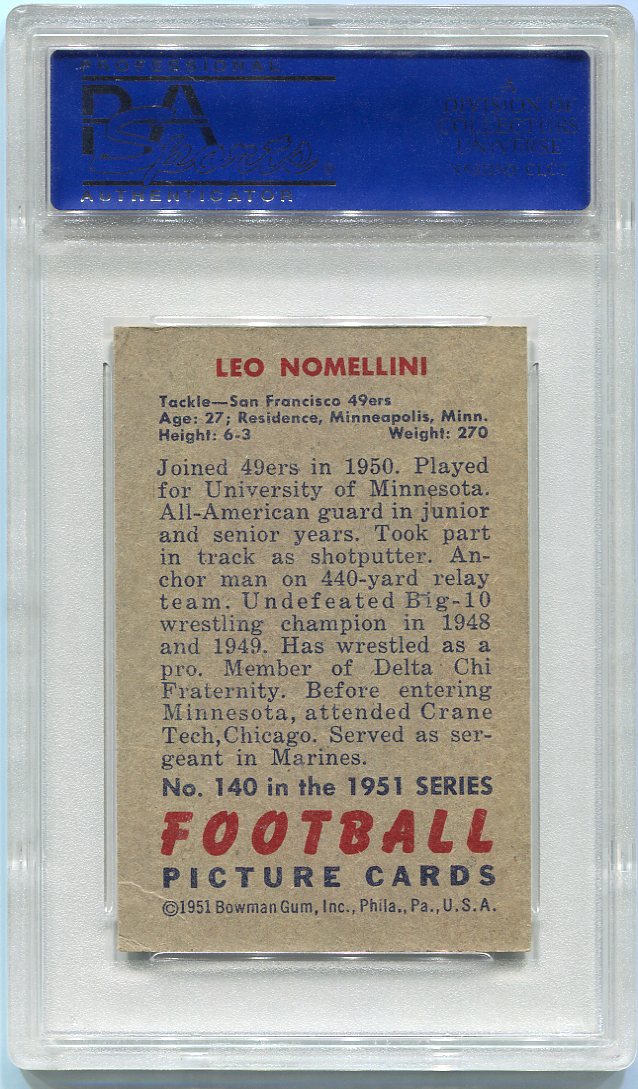 PROFESSIONAL
PSA
Sports
AUTHENTICATOR
A
DIVISION OF
COLLECTORS
UNIVERSE
LEO NOMELLINI
Tackle—San Francisco 49ers
Age: 27; Residence, Minneapolis, Minn.
Height: 6-3 Weight: 270
Joined 49ers in 1950. Played
for University of Minnesota.
All-American guard in junior
and senior years. Took part
in track as shotputter. An-
chor man on 440-yard relay
team. Undefeated Big-10
wrestling champion in 1948
and 1949. Has wrestled as a
pro. Member of Delta Chi
Fraternity. Before entering
Minnesota, attended Crane
Tech, Chicago. Served as ser-
geant in Marines.
No. 140 in the 1951 SERIES
FOOTBALL
PICTURE CARDS
©1951 Bowman Gum, Inc., Phila., Pa., U.S.A.